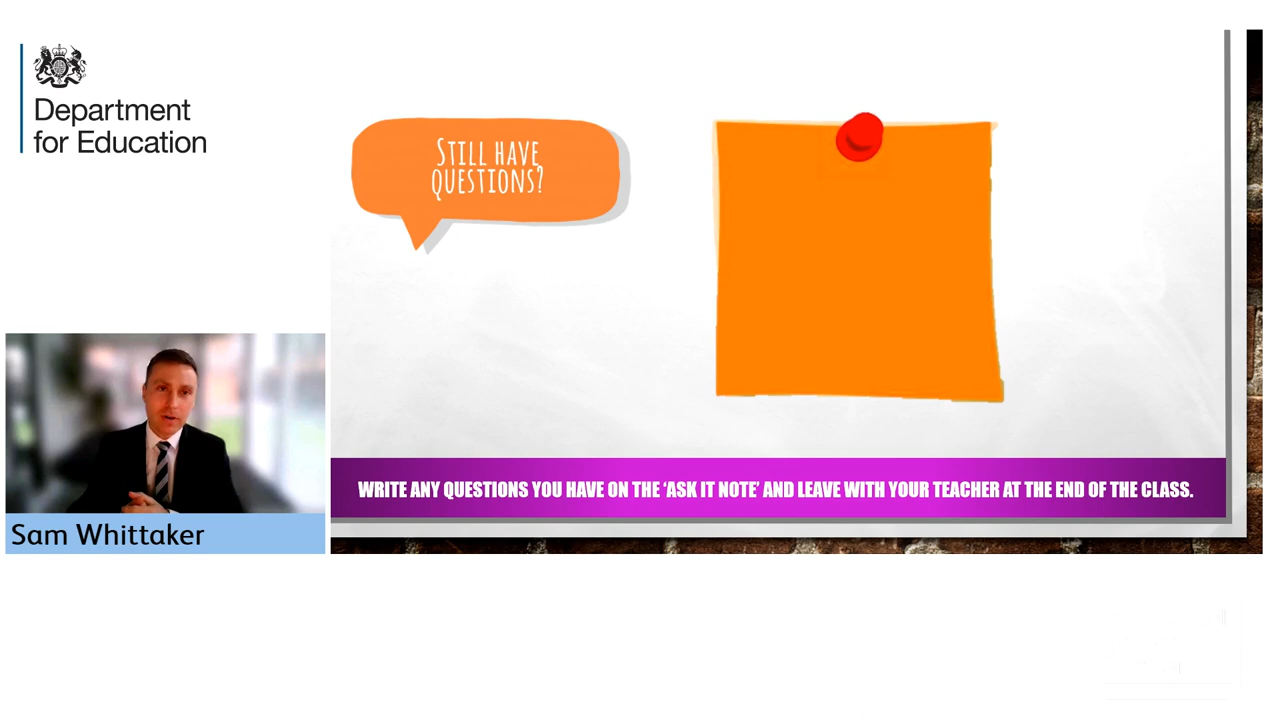 Department
for Education
STILL HAVE
QUESTIONS?
WRITE ANY QUESTIONS YOU HAVE ON THE ‘ASK IT NOTE’ AND LEAVE WITH YOUR TEACHER AT THE END OF THE CLASS.
Sam Whittaker